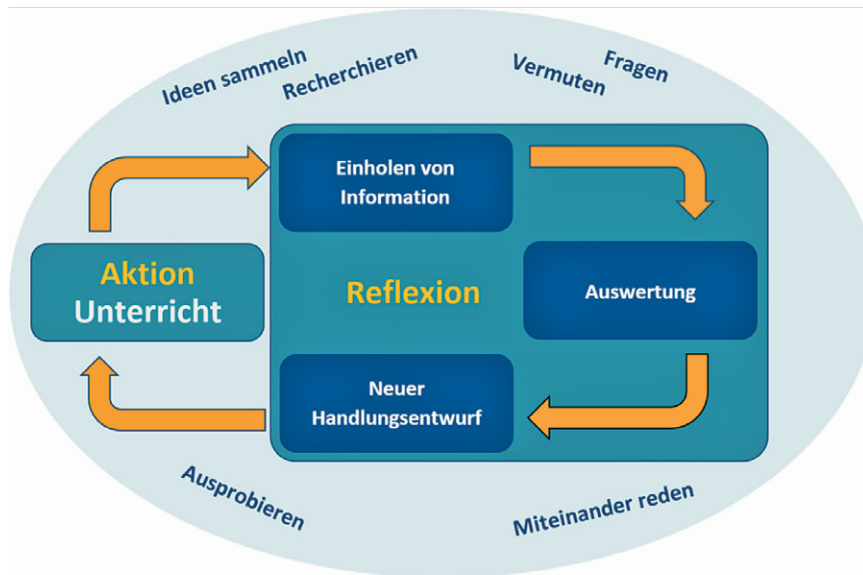 Ideen sammeln
Recherchieren
Vermuten
Fragen
Einholen von
Information
Aktion
Unterricht
Reflexion
Auswertung
Neuer
Handlungsentwurf
Ausprobieren
Miteinander reden